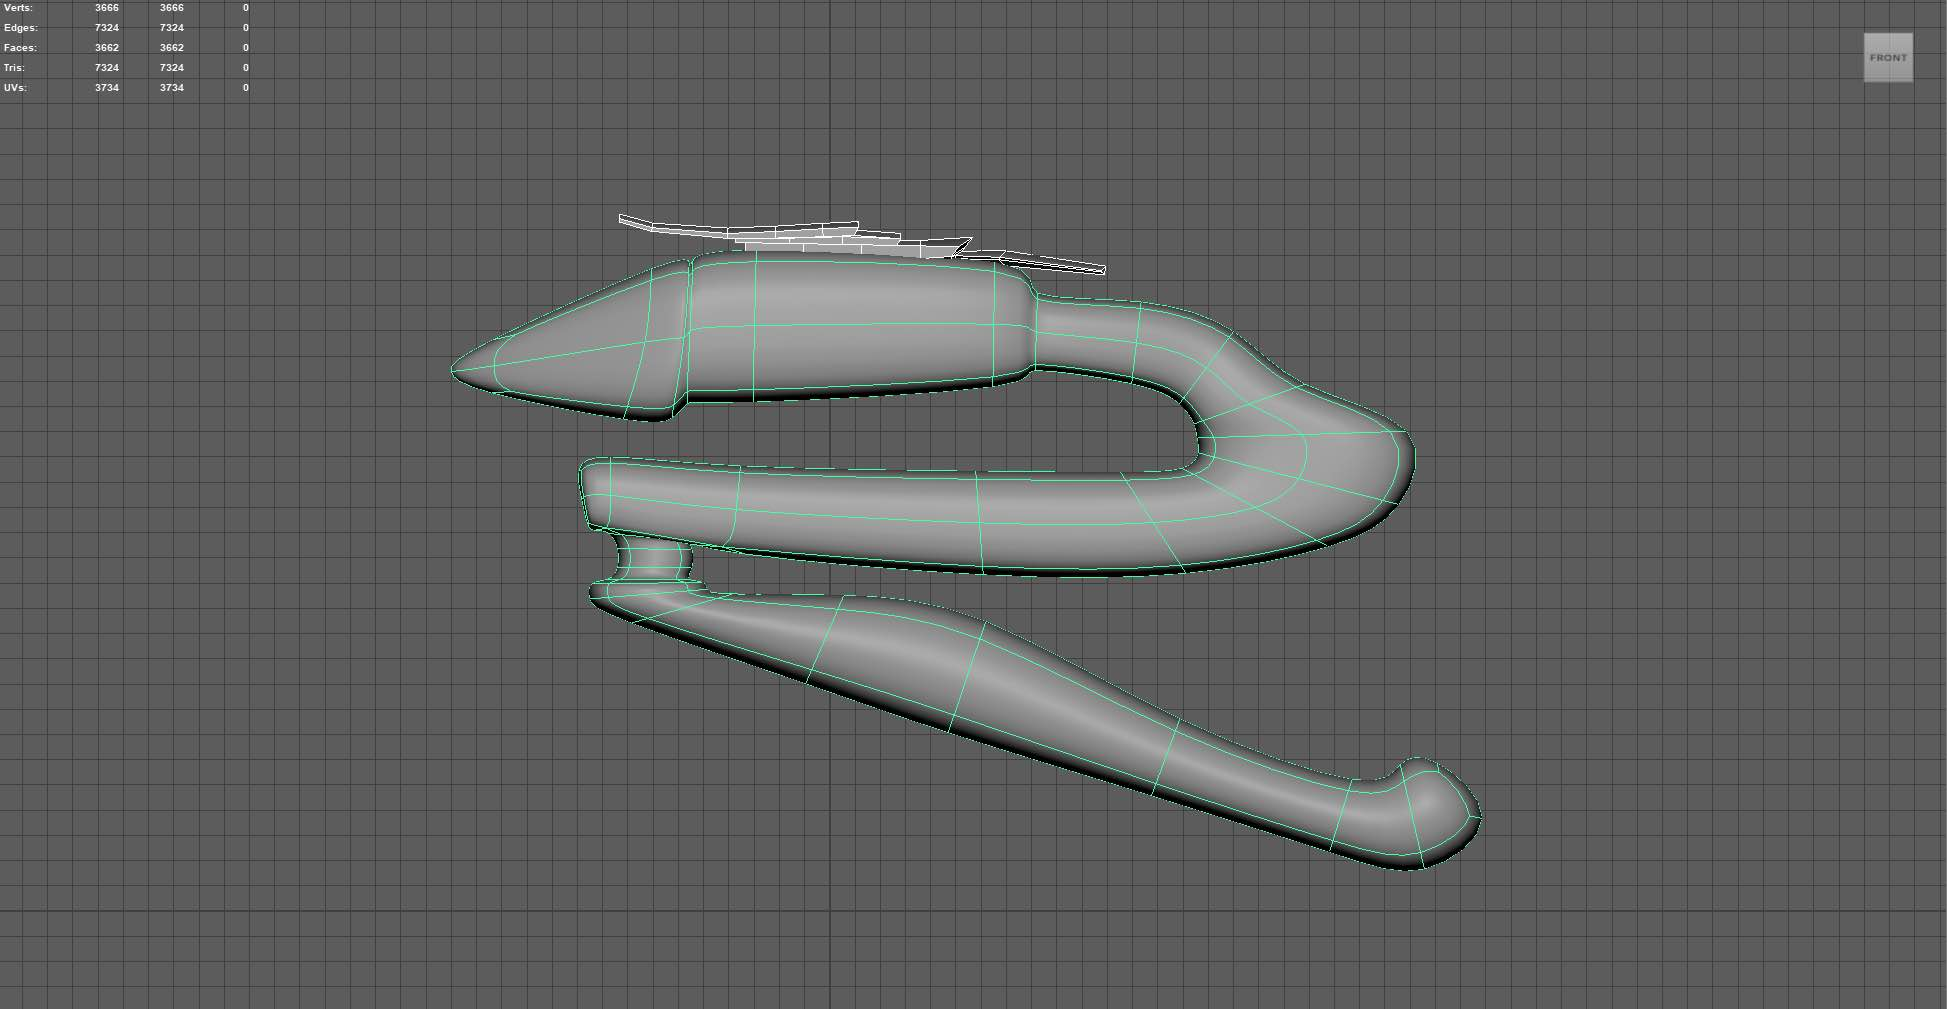 Verts: 3666 3666 0
Edges: 7324 7324 0
Faces: 3662 3662 0
Tris: 7324 7324 0
UVs: 3734 3734 0
FRONT